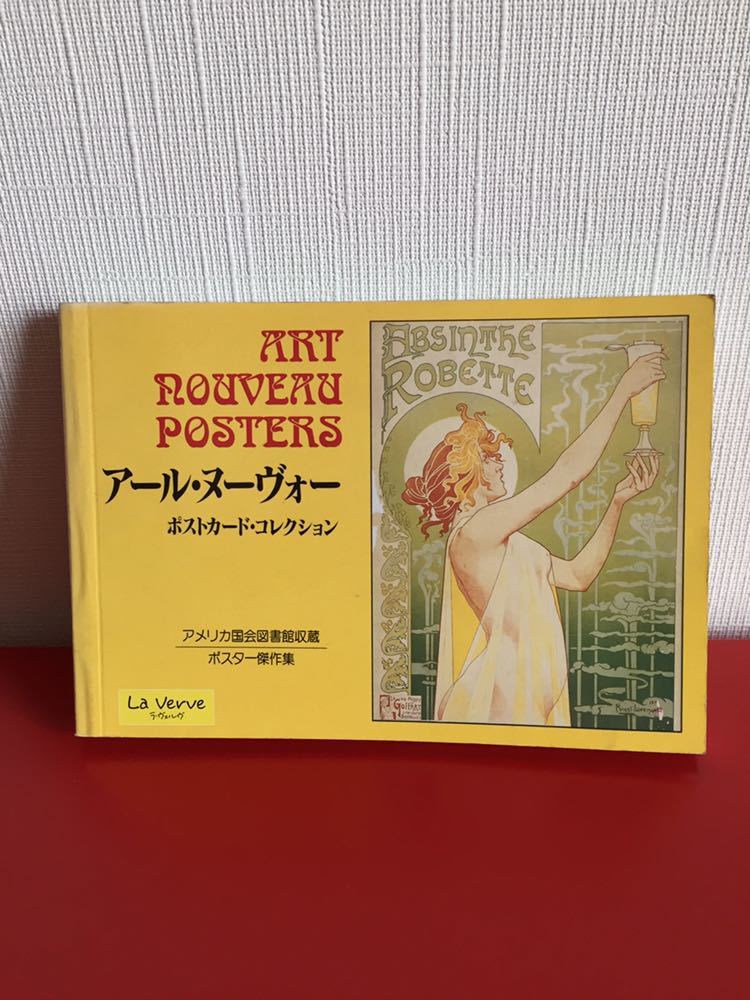 ART
NOUVEAU
POSTERS
アール・ヌーヴォー
ポストカード・コレクション
アメリカ国会図書館収蔵
ポスター傑作集
La Verve
ラ・ヴェルヴ
ABSINTHE
ROBETTE